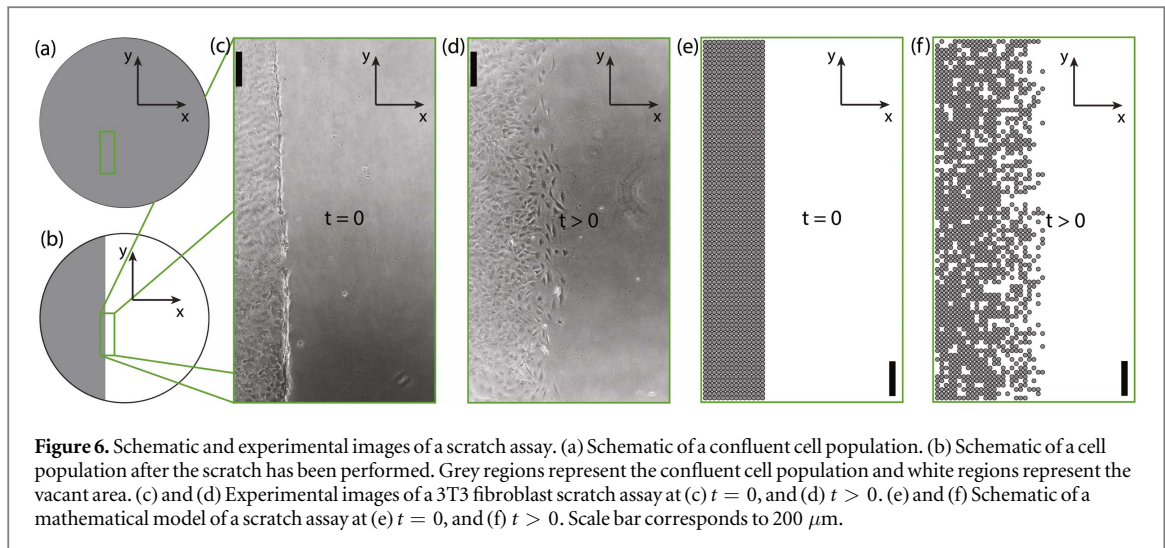 (a)
y
x
(b)
y
x
(c)
y
x
t = 0
(d)
y
x
t > 0
(e)
y
x
t = 0
(f)
y
x
t > 0
Figure 6. Schematic and experimental images of a scratch assay. (a) Schematic of a confluent cell population. (b) Schematic of a cell
population after the scratch has been performed. Grey regions represent the confluent cell population and white regions represent the
vacant area. (c) and (d) Experimental images of a 3T3 fibroblast scratch assay at (c) t = 0, and (d) t > 0. (e) and (f) Schematic of a
mathematical model of a scratch assay at (e) t = 0, and (f) t > 0. Scale bar corresponds to 200 μm.